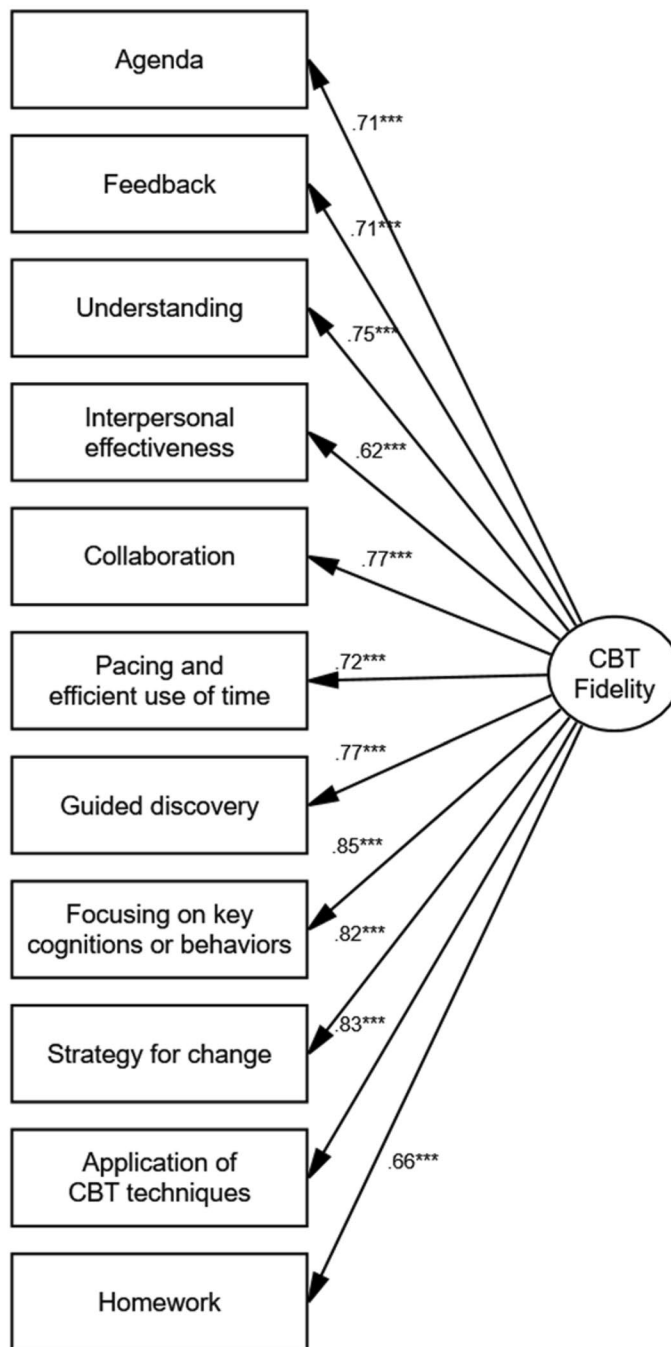 Agenda
.71***
Feedback
.71***
Understanding
.75***
Interpersonal
effectiveness
.62***
Collaboration
.77***
Pacing and
efficient use of time
.72***
CBT
Fidelity
Guided discovery
.77***
Focusing on key
cognitions or behaviors
.85***
Strategy for change
.82***
Application of
CBT techniques
.83***
Homework
.66***